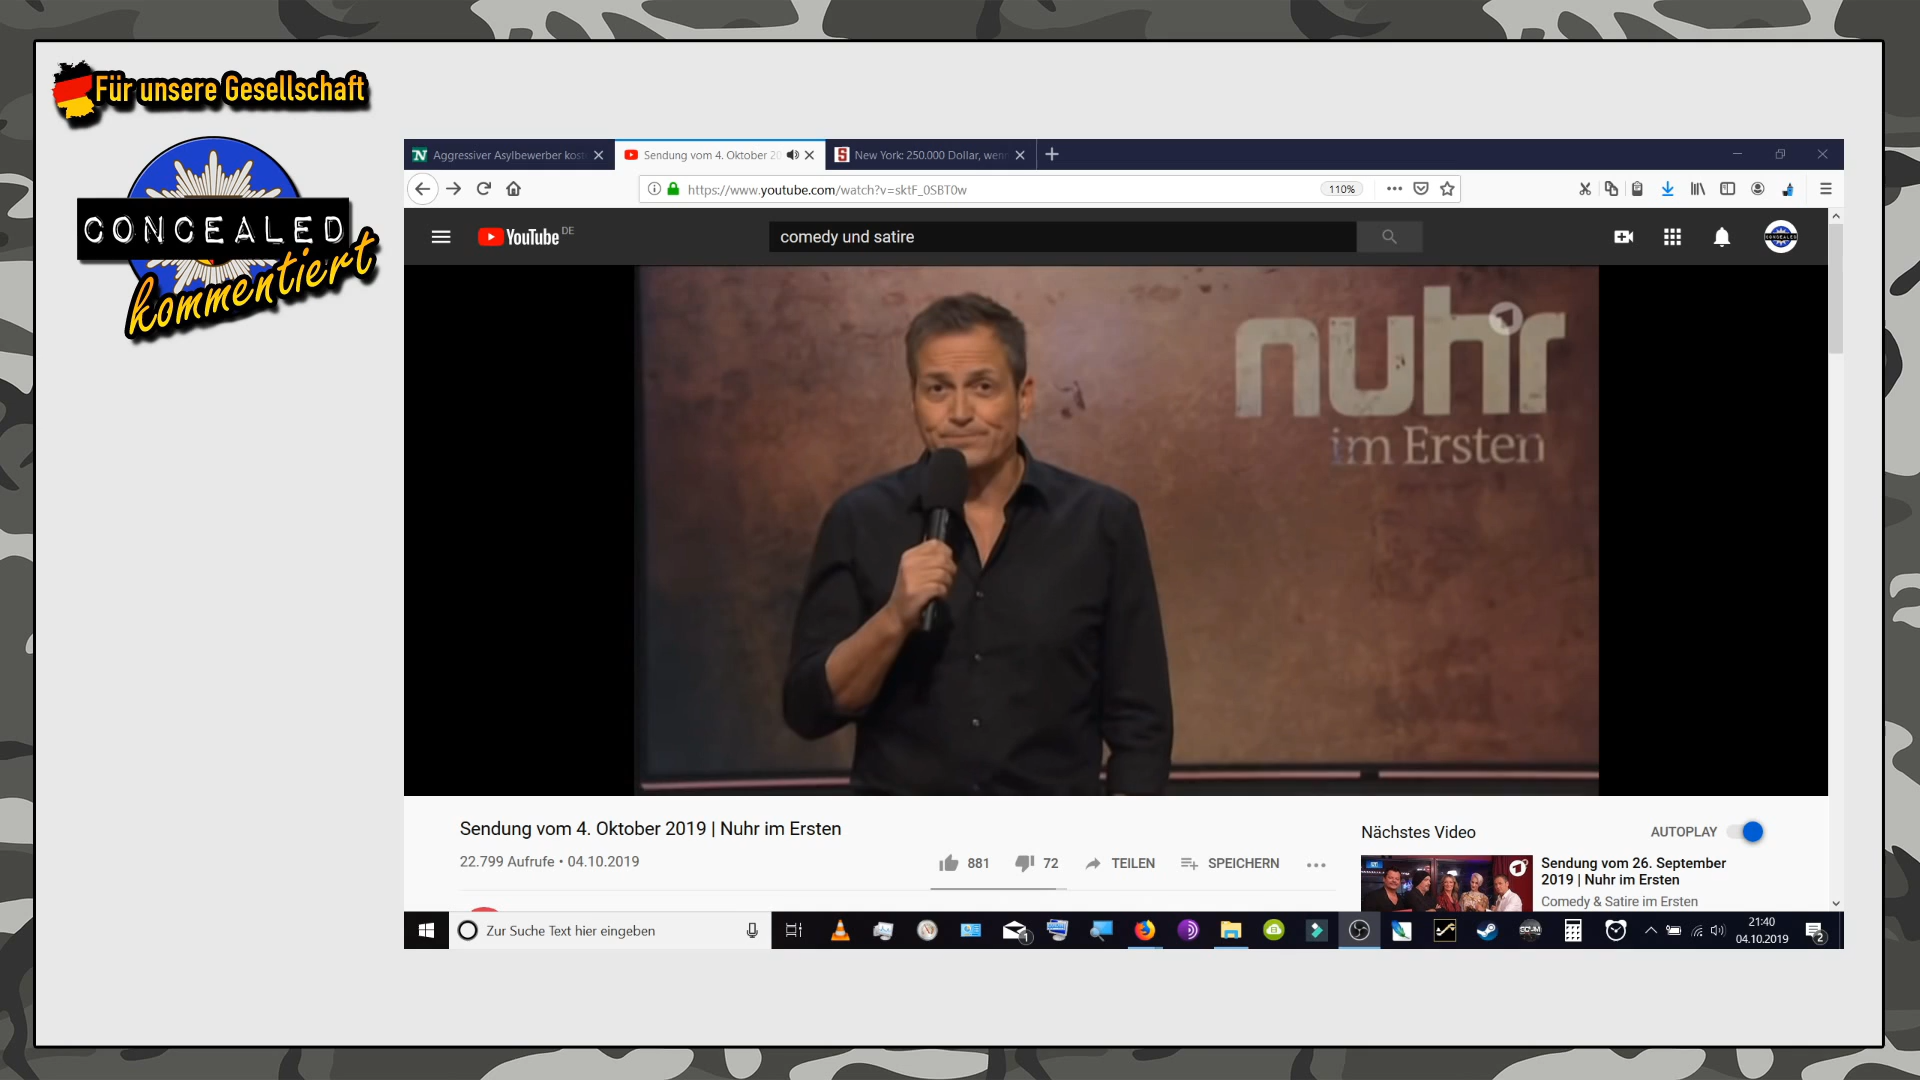 Für unsere Gesellschaft
CONCEALED
kommentiert
Aggressiver Asylbewerber kost
Sendung vom 4. Oktober 20
New York: 250.000 Dollar, wenn
https://www.youtube.com/watch?v=sktF_0SBT0w
110%
YouTube DE
comedy und satire
nuhr
im Ersten
Sendung vom 4. Oktober 2019 | Nuhr im Ersten
22.799 Aufrufe • 04.10.2019
881
72
TEILEN
SPEICHERN
Nächstes Video
AUTOPLAY
Sendung vom 26. September
2019 | Nuhr im Ersten
Comedy & Satire im Ersten
Zur Suche Text hier eingeben
1
21:40
04.10.2019
2